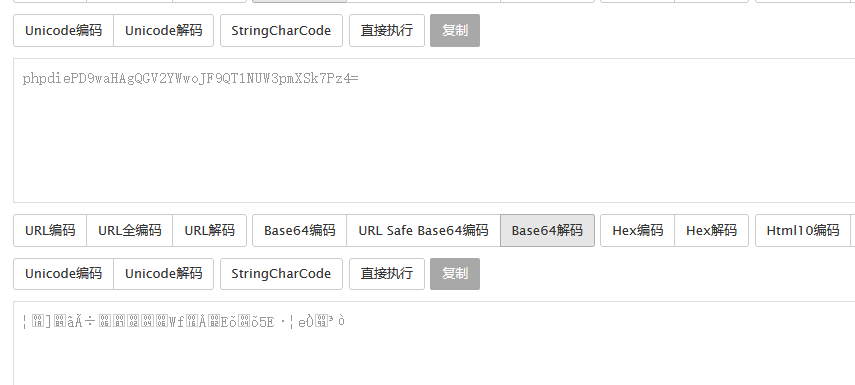 Unicode编码 Unicode解码 StringCharCode 直接执行 复制
phpdiePD9waHAgQGV2YWwoJF9QT1NUW3pmXSk7Pz4=
URL编码 URL全编码 URL解码 Base64编码 URL Safe Base64编码 Base64解码 Hex编码 Hex解码 Html10编码
Unicode编码 Unicode解码 StringCharCode 直接执行 复制